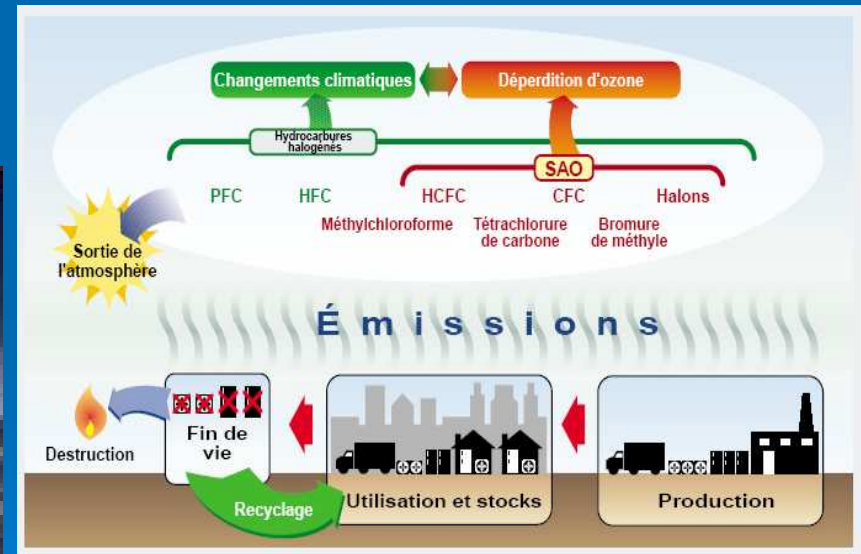 Changements climatiques
Déperdition d'ozone
Hydrocarbures
halogénés
SAO
PFC
HFC
HCFC
CFC
Halons
Méthylchloroforme
Tétrachlorure
de carbone
Bromure
de méthyle
Sortie de
l'atmosphère
Émissions
Destruction
Fin de
vie
Recyclage
Utilisation et stocks
Production